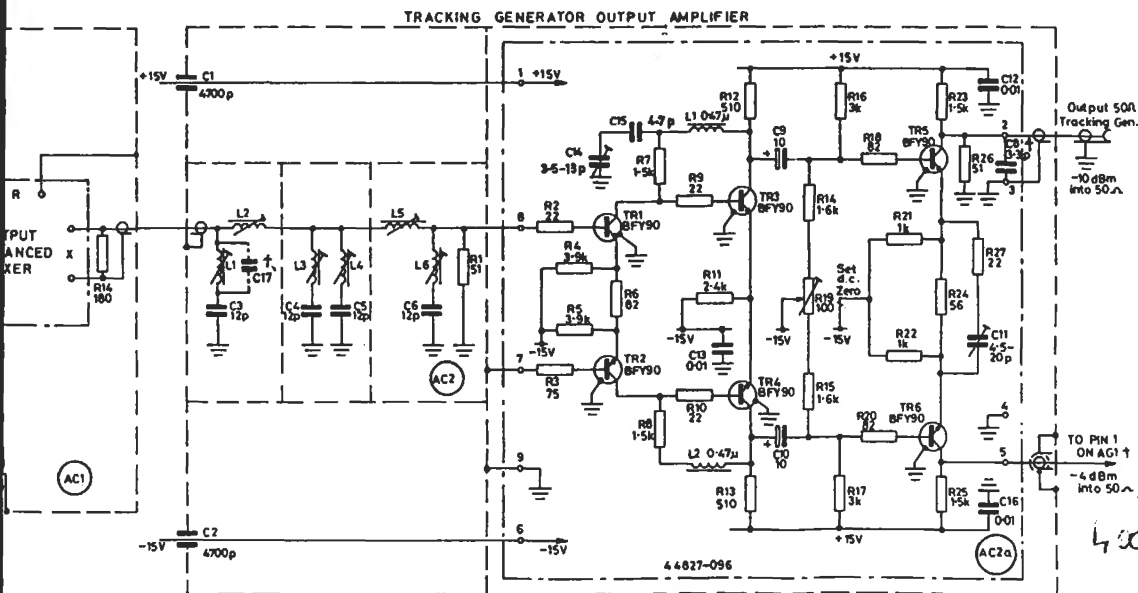 TRACKING GENERATOR OUTPUT AMPLIFIER
+15V
C1
4700p
1
+15V
+15V
R12
510
R16
3k
R23
1·5k
C12
0·01
Output 50Ω
Tracking Gen.
C15
4·7p
L1 0·47µ
C14
3·5-13p
R7
1·5k
C9
10
R18
82
TR5
BFY90
2
C8†
3·3p
3
R26
51
-10dBm
into 50Ω
R
L2
L5
8
R2
22
R9
22
TR1
BFY90
TR3
BFY90
R14
1·6k
R21
1k
R27
22
X
R14
180
L1
†
C17
L3
L4
L6
R1
51
R4
3·9k
R6
82
R11
2·4k
Set
d.c.
Zero
R19
100
R24
56
C3
12p
C4
12p
C5
12p
C6
12p
R5
3·9k
-15V
-15V
-15V
-15V
C13
0·01
R22
1k
C11
4·5-
20p
AC2
7
R3
75
TR2
BFY90
R10
22
TR4
BFY90
R15
1·6k
R20
82
TR6
BFY90
4
R8
1·5k
C10
10
5
TO PIN 1
ON AG1 †
-4dBm
into 50Ω
AC1
9
L2 0·47µ
R13
510
R17
3k
R25
1·5k
C16
0·01
-15V
C2
4700p
6
-15V
+15V
44827-096
AC2a